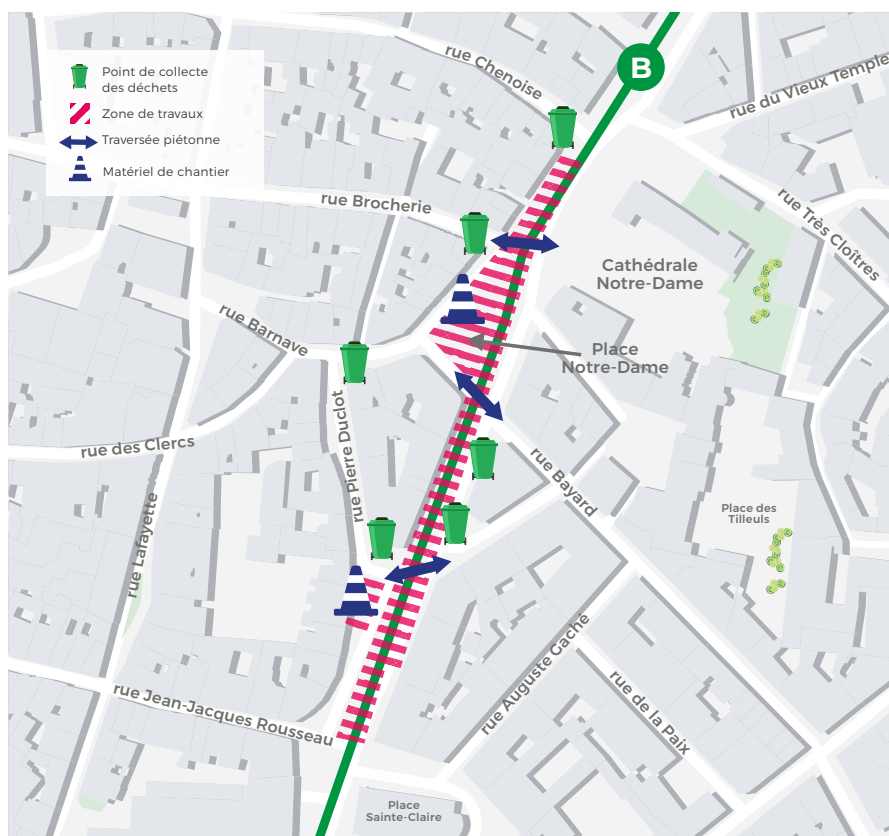 Point de collecte
des déchets
Zone de travaux
Traversée piétonne
Matériel de chantier
rue Chenoise
B
rue du Vieux Temple
rue Brocherie
rue Très Cloîtres
Cathédrale
Notre-Dame
rue Barnave
Place
Notre-Dame
rue des Clercs
rue Pierre Duclot
rue Bayard
rue Lafayette
Place des
Tilleuls
rue Auguste Gaché
rue de la Paix
rue Jean-Jacques Rousseau
Place
Sainte-Claire